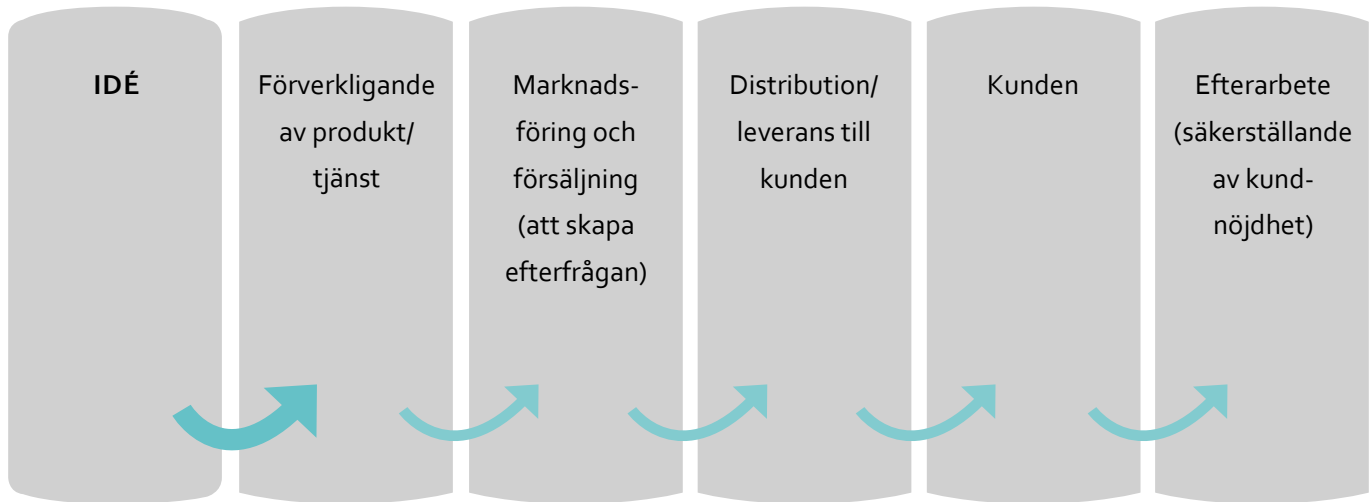 IDÉ
Förverkligande
av produkt/
tjänst
Marknads-
föring och
försäljning
(att skapa
efterfrågan)
Distribution/
leverans till
kunden
Kunden
Efterarbete
(säkerställande
av kund-
nöjdhet)